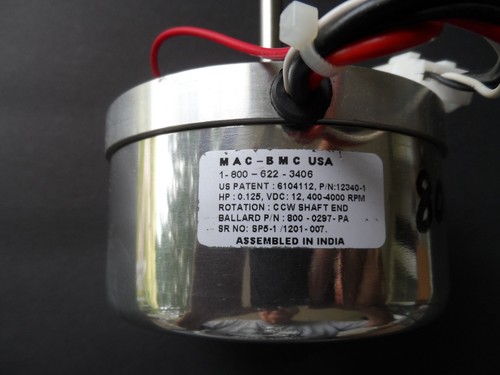 MAC-BMC USA
1-800-622-3406
US PATENT : 6104112, P/N:12340-1
HP : 0.125, VDC: 12, 400-4000 RPM
ROTATION : CCW SHAFT END
BALLARD P/N : 800 -0297- PA
SR NO: SP5-1 /1201-007.
ASSEMBLED IN INDIA